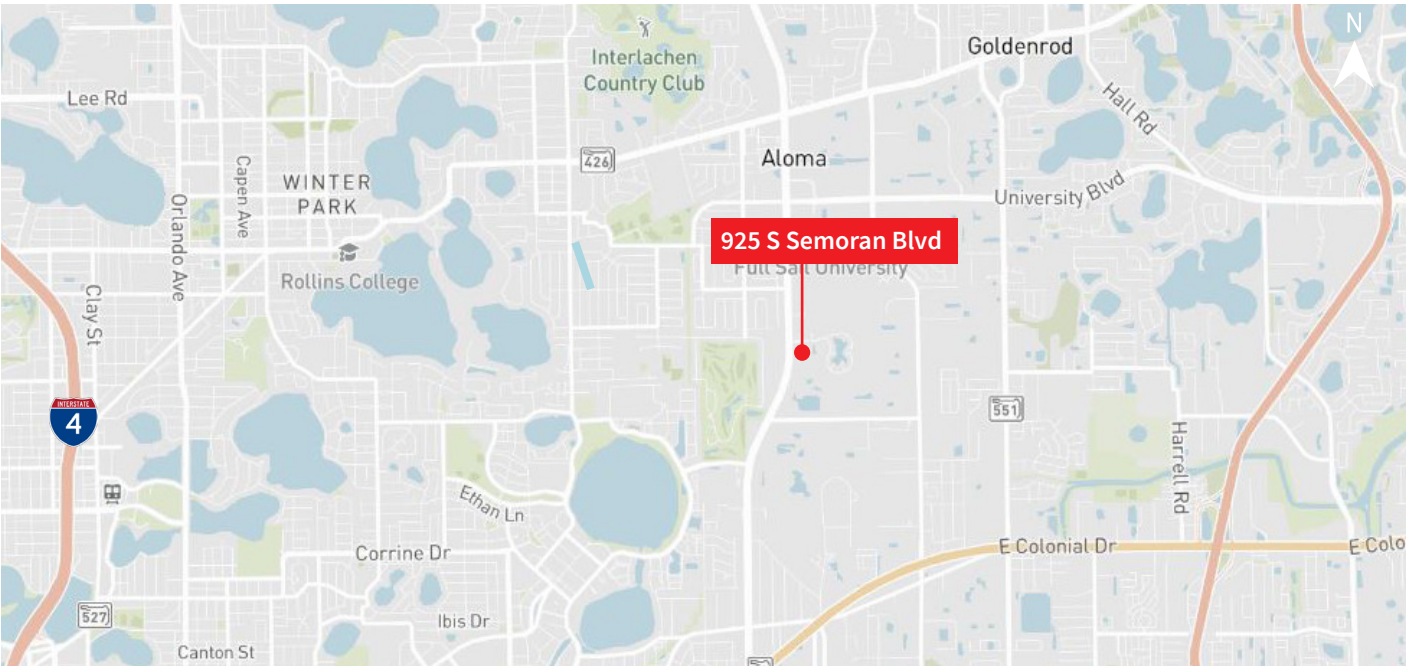 N
Goldenrod
Interlachen
Country Club
Lee Rd
Hall Rd
426
Aloma
Capen Ave
WINTER
PARK
University Blvd
Orlando Ave
925 S Semoran Blvd
Full Sail University
Rollins College
Clay St
INTERSTATE
4
551
Harrell Rd
Ethan Ln
E Colonial Dr
E Colo
Corrine Dr
527
Ibis Dr
Canton St